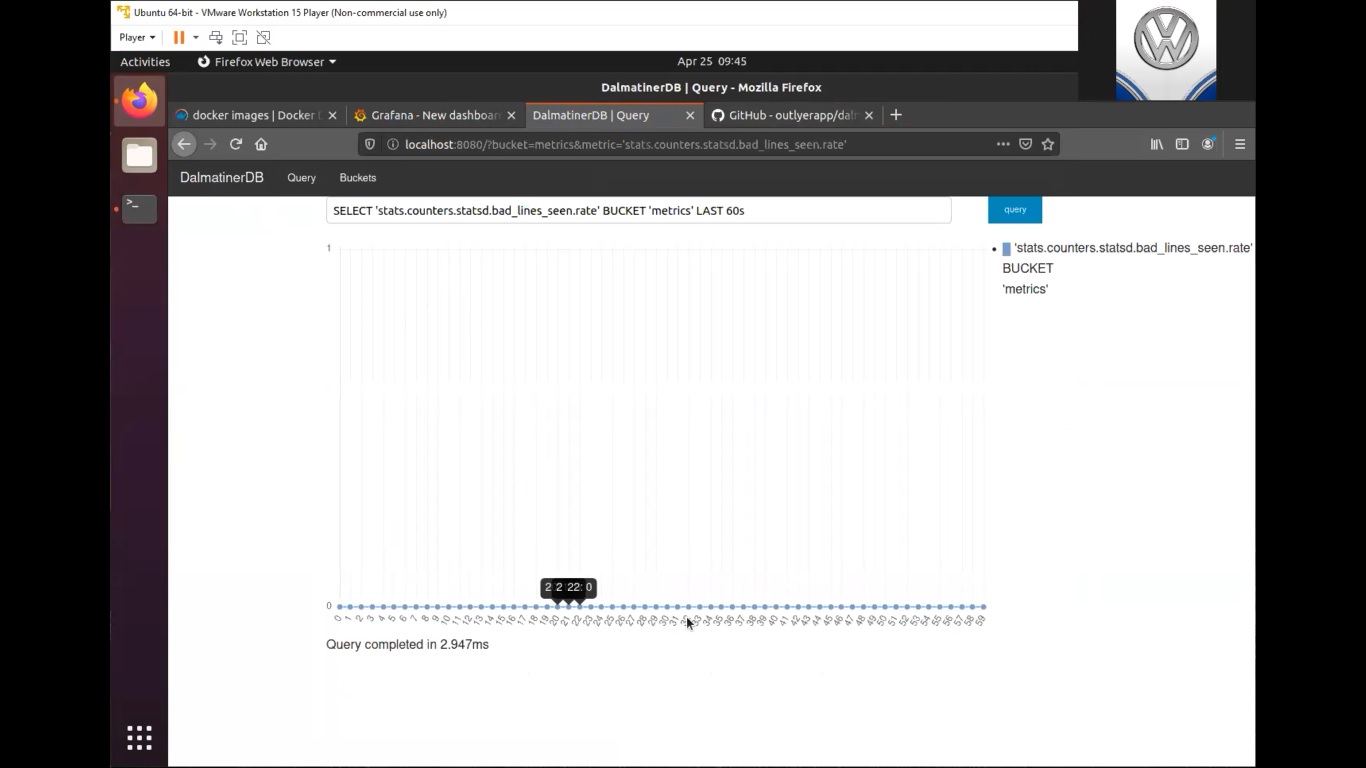 Ubuntu 64-bit - VMware Workstation 15 Player (Non-commercial use only)
Player
Activities
Firefox Web Browser
Apr 25 09:45
DalmatinerDB | Query - Mozilla Firefox
docker images | Docker
Grafana - New dashboar
DalmatinerDB | Query
GitHub - outlyerapp/dal
localhost:8080/?bucket=metrics&metric='stats.counters.statsd.bad_lines_seen.rate'
DalmatinerDB
Query
Buckets
SELECT 'stats.counters.statsd.bad_lines_seen.rate' BUCKET 'metrics' LAST 60s
query
'stats.counters.statsd.bad_lines_seen.rate'
BUCKET
'metrics'
1
2 2 22: 0
0
0 1 2 3 4 5 6 7 8 9 10 11 12 13 14 15 16 17 18 19 20 21 22 23 24 25 26 27 28 29 30 31 32 33 34 35 36 37 38 39 40 41 42 43 44 45 46 47 48 49 50 51 52 53 54 55 56 57 58 59
Query completed in 2.947ms